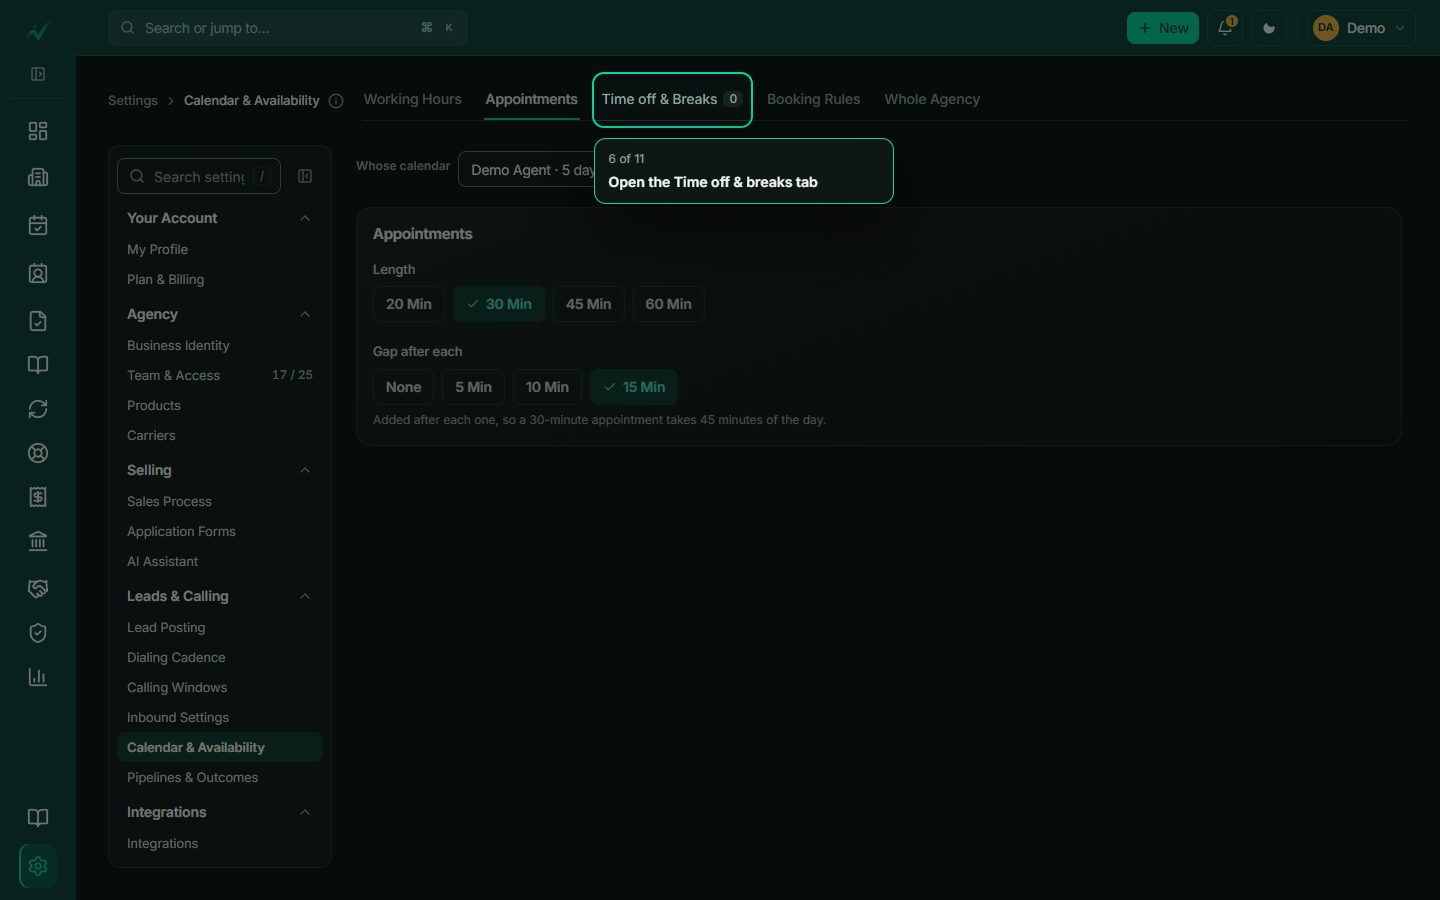 Search or jump to...
⌘ K
New
1
DA
Demo
Settings
Calendar & Availability
Working Hours
Appointments
Time off & Breaks 0
Booking Rules
Whole Agency
6 of 11
Open the Time off & breaks tab
Search setting
/
Your Account
My Profile
Plan & Billing
Agency
Business Identity
Team & Access 17 / 25
Products
Carriers
Selling
Sales Process
Application Forms
AI Assistant
Leads & Calling
Lead Posting
Dialing Cadence
Calling Windows
Inbound Settings
Calendar & Availability
Pipelines & Outcomes
Integrations
Integrations
Whose calendar
Demo Agent · 5 day
Appointments
Length
20 Min
30 Min
45 Min
60 Min
Gap after each
None
5 Min
10 Min
15 Min
Added after each one, so a 30-minute appointment takes 45 minutes of the day.